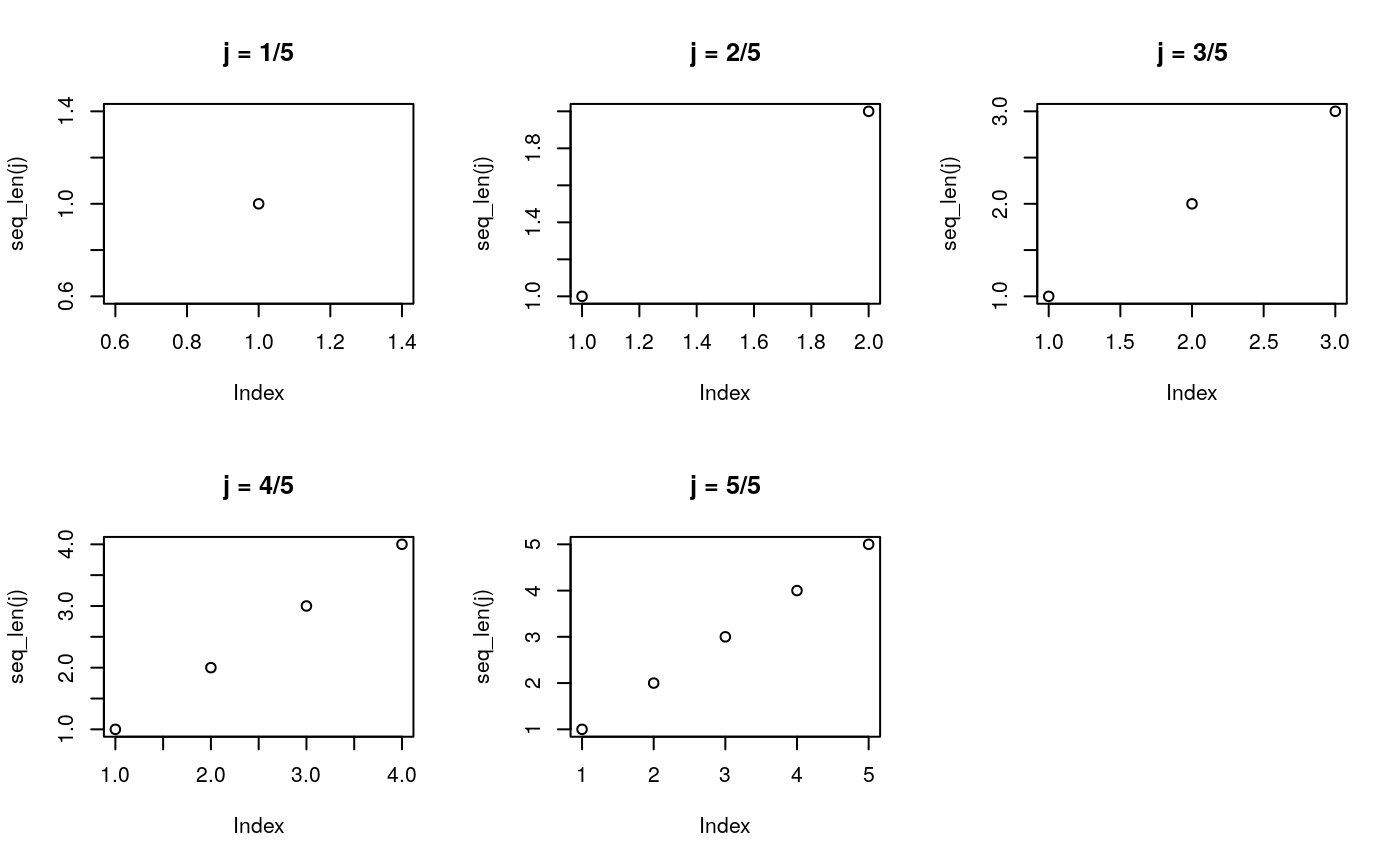 j = 1/5
seq_len(j)
1.4
1.0
0.6
0.6 0.8 1.0 1.2 1.4
Index
j = 2/5
seq_len(j)
1.8
1.4
1.0
1.0 1.2 1.4 1.6 1.8 2.0
Index
j = 3/5
seq_len(j)
3.0
2.0
1.0
1.0 1.5 2.0 2.5 3.0
Index
j = 4/5
seq_len(j)
4.0
3.0
2.0
1.0
1.0 2.0 3.0 4.0
Index
j = 5/5
seq_len(j)
5
4
3
2
1
1 2 3 4 5
Index